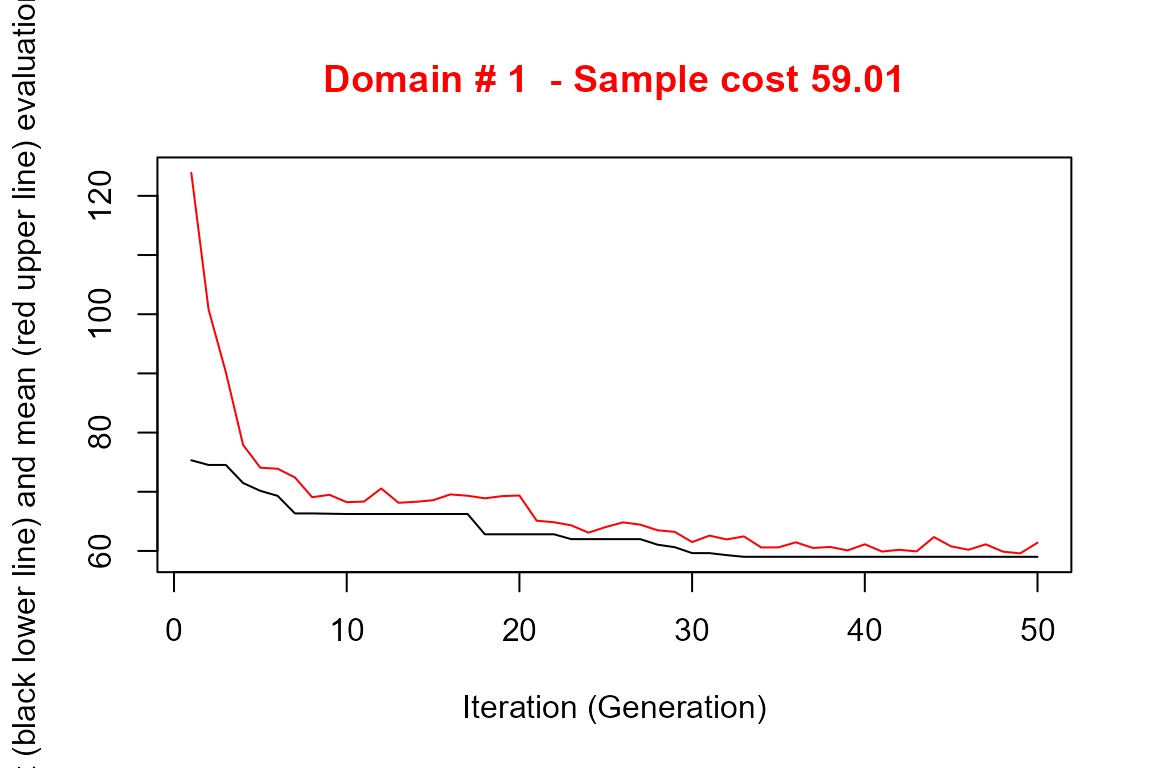 Domain # 1  - Sample cost 59.01
(black lower line) and mean (red upper line) evaluation
120
100
80
60
0 10 20 30 40 50
Iteration (Generation)